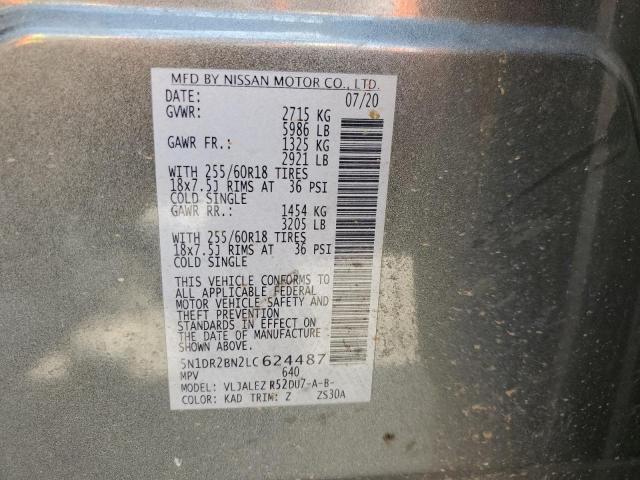 MFD BY NISSAN MOTOR CO., LTD.
DATE: 07/20
GVWR: 2715 KG
5986 LB
GAWR FR.: 1325 KG
2921 LB
WITH 255/60R18 TIRES
18x7.5J RIMS AT 36 PSI
COLD SINGLE
GAWR RR.: 1454 KG
3205 LB
WITH 255/60R18 TIRES
18x7.5J RIMS AT 36 PSI
COLD SINGLE
THIS VEHICLE CONFORMS TO
ALL APPLICABLE FEDERAL
MOTOR VEHICLE SAFETY AND
THEFT PREVENTION
STANDARDS IN EFFECT ON
THE DATE OF MANUFACTURE
SHOWN ABOVE.
5N1DR2BN2LC624487
MPV 640
MODEL: VLJALEZ R52DU7-A-B-
COLOR: KAD TRIM: Z ZS30A